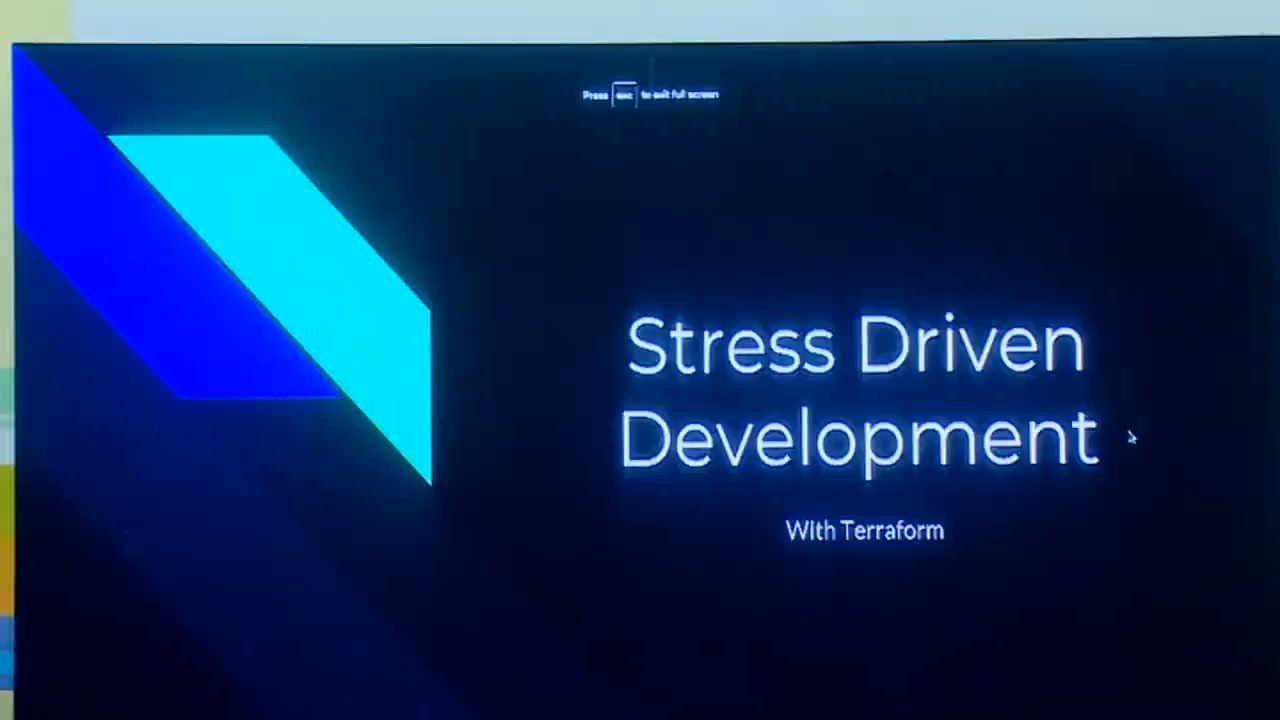 Press esc to exit full screen
Stress Driven
Development
With Terraform